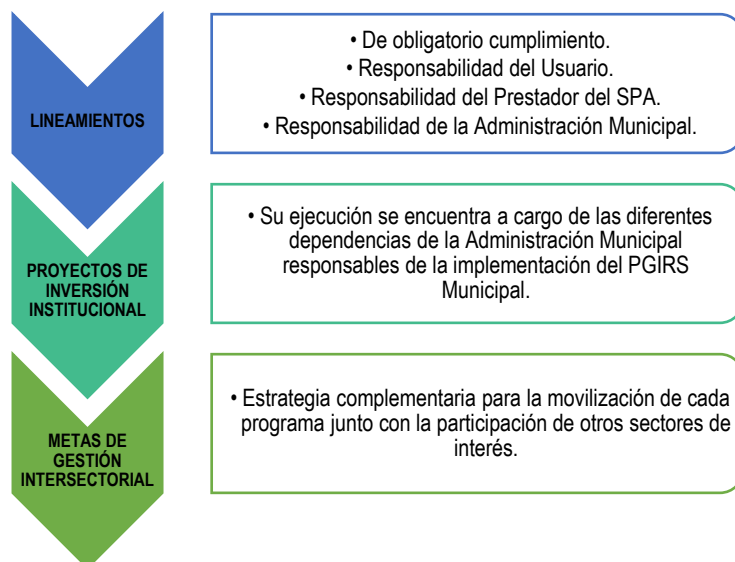 LINEAMIENTOS
• De obligatorio cumplimiento.
• Responsabilidad del Usuario.
• Responsabilidad del Prestador del SPA.
• Responsabilidad de la Administración Municipal.
PROYECTOS DE
INVERSIÓN
INSTITUCIONAL
• Su ejecución se encuentra a cargo de las diferentes
dependencias de la Administración Municipal
responsables de la implementación del PGIRS
Municipal.
METAS DE
GESTIÓN
INTERSECTORIAL
• Estrategia complementaria para la movilización de cada
programa junto con la participación de otros sectores de
interés.